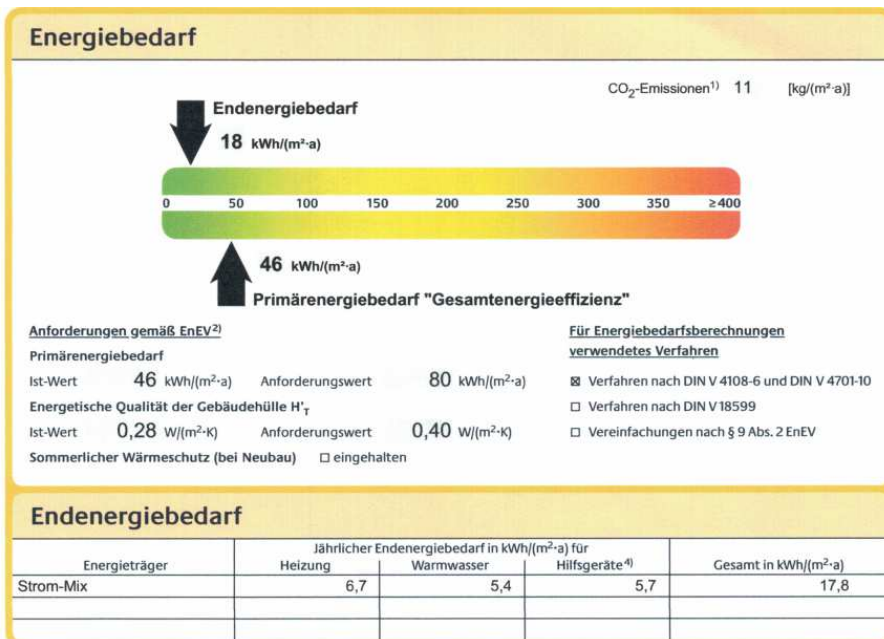 Energiebedarf
CO₂-Emissionen¹⁾ 11 [kg/(m²·a)]
Endenergiebedarf
18 kWh/(m²·a)
0 50 100 150 200 250 300 350 ≥400
46 kWh/(m²·a)
Primärenergiebedarf "Gesamtenergieeffizienz"
Anforderungen gemäß EnEV²⁾
Primärenergiebedarf
Ist-Wert 46 kWh/(m²·a) Anforderungswert 80 kWh/(m²·a)
Energetische Qualität der Gebäudehülle H'T
Ist-Wert 0,28 W/(m²·K) Anforderungswert 0,40 W/(m²·K)
Sommerlicher Wärmeschutz (bei Neubau) ☐ eingehalten
Für Energiebedarfsberechnungen
verwendetes Verfahren
☒ Verfahren nach DIN V 4108-6 und DIN V 4701-10
☐ Verfahren nach DIN V 18599
☐ Vereinfachungen nach § 9 Abs. 2 EnEV
Endenergiebedarf
Jährlicher Endenergiebedarf in kWh/(m²·a) für
Energieträger Heizung Warmwasser Hilfsgeräte⁴⁾ Gesamt in kWh/(m²·a)
Strom-Mix 6,7 5,4 5,7 17,8